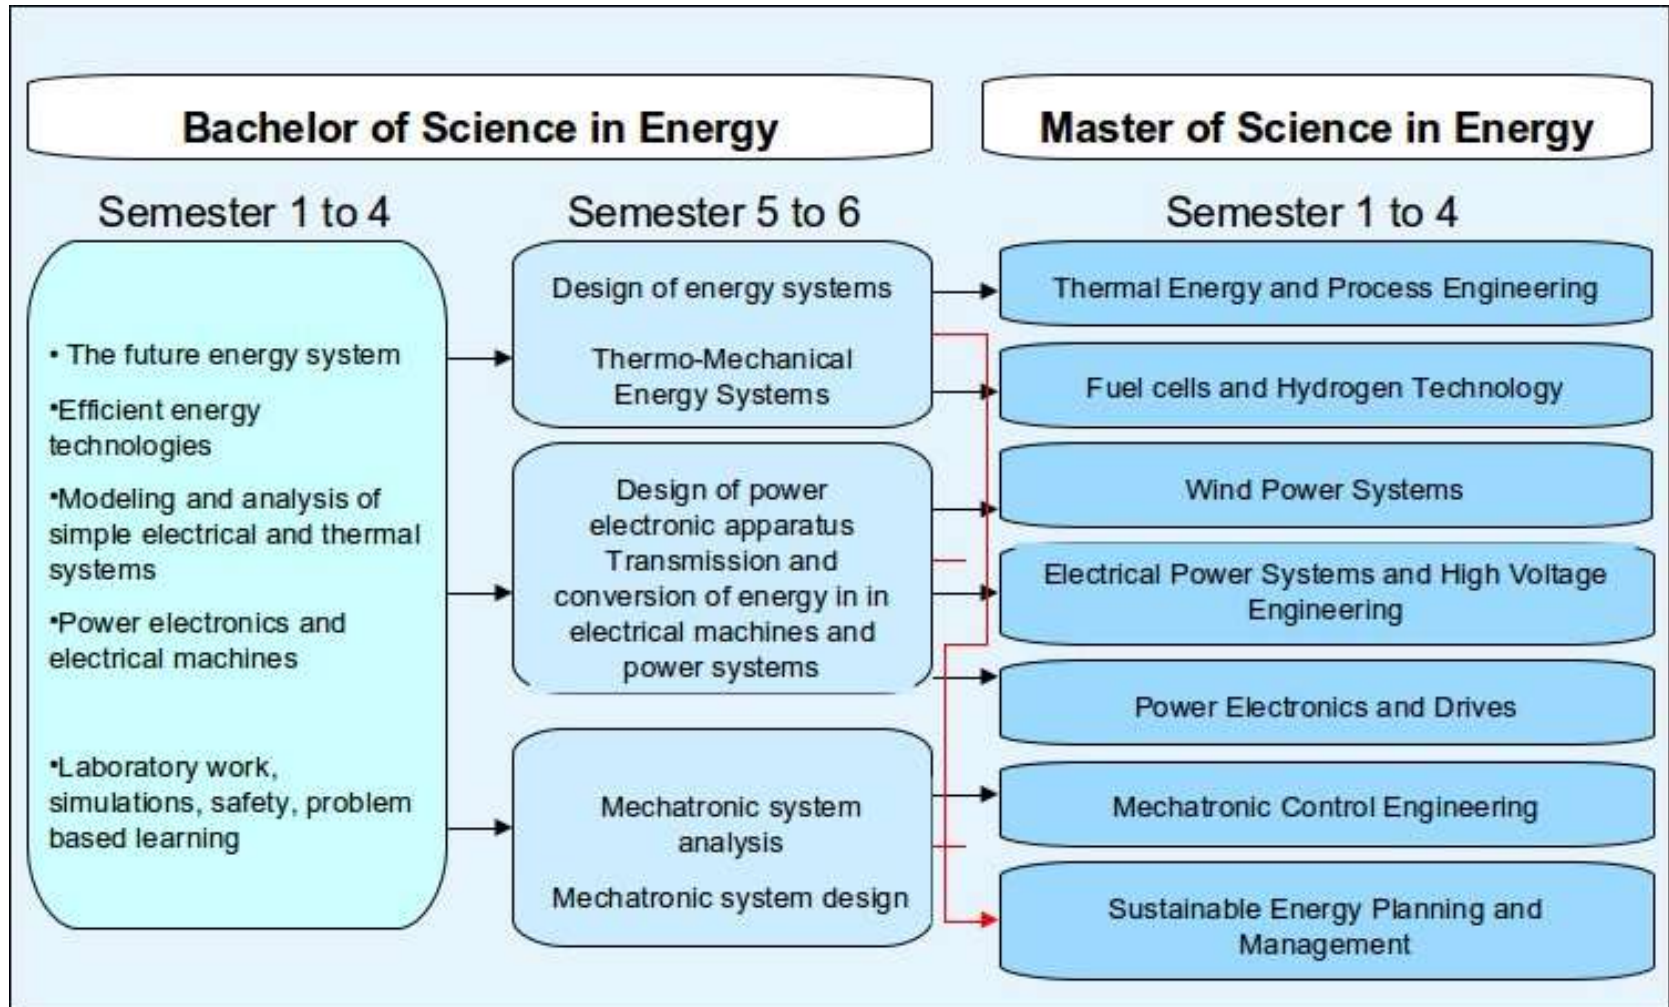 Bachelor of Science in Energy
Master of Science in Energy
Semester 1 to 4
Semester 5 to 6
Semester 1 to 4
• The future energy system
•Efficient energy
technologies
•Modeling and analysis of
simple electrical and thermal
systems
•Power electronics and
electrical machines
•Laboratory work,
simulations, safety, problem
based learning
Design of energy systems
Thermo-Mechanical
Energy Systems
Design of power
electronic apparatus
Transmission and
conversion of energy in in
electrical machines and
power systems
Mechatronic system
analysis
Mechatronic system design
Thermal Energy and Process Engineering
Fuel cells and Hydrogen Technology
Wind Power Systems
Electrical Power Systems and High Voltage
Engineering
Power Electronics and Drives
Mechatronic Control Engineering
Sustainable Energy Planning and
Management